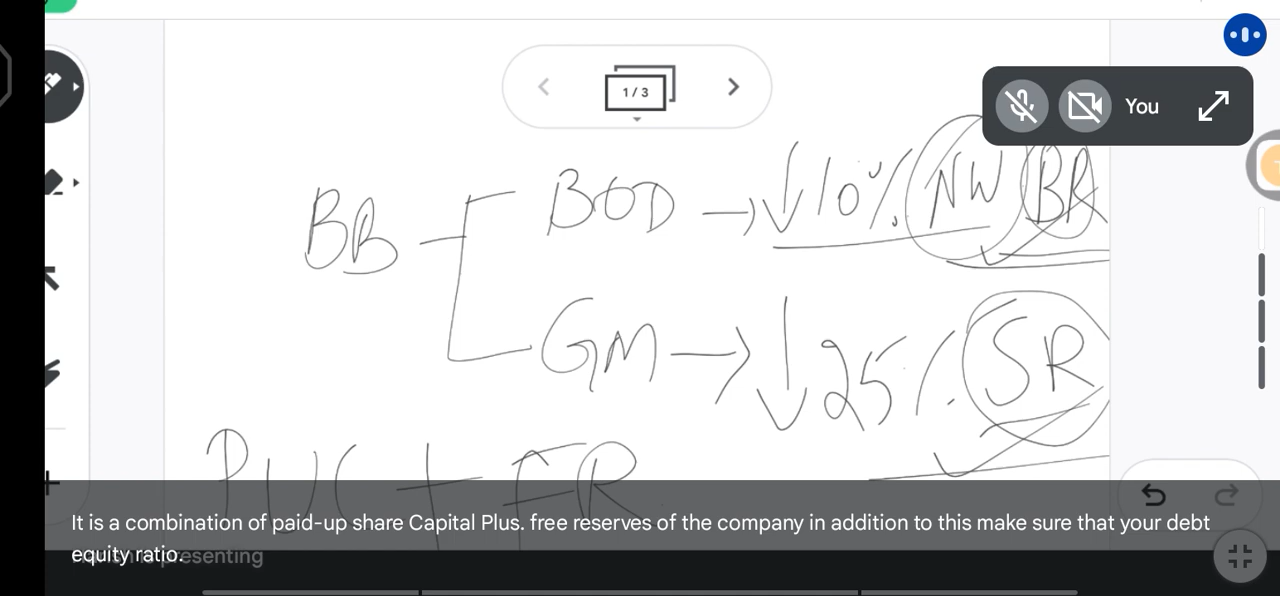 1/3
You
BB BOD → ↓ 10% NW BR
GM → ↓ 25% SR
PUC + FR
It is a combination of paid-up share Capital Plus. free reserves of the company in addition to this make sure that your debt
equity ratio.
presenting